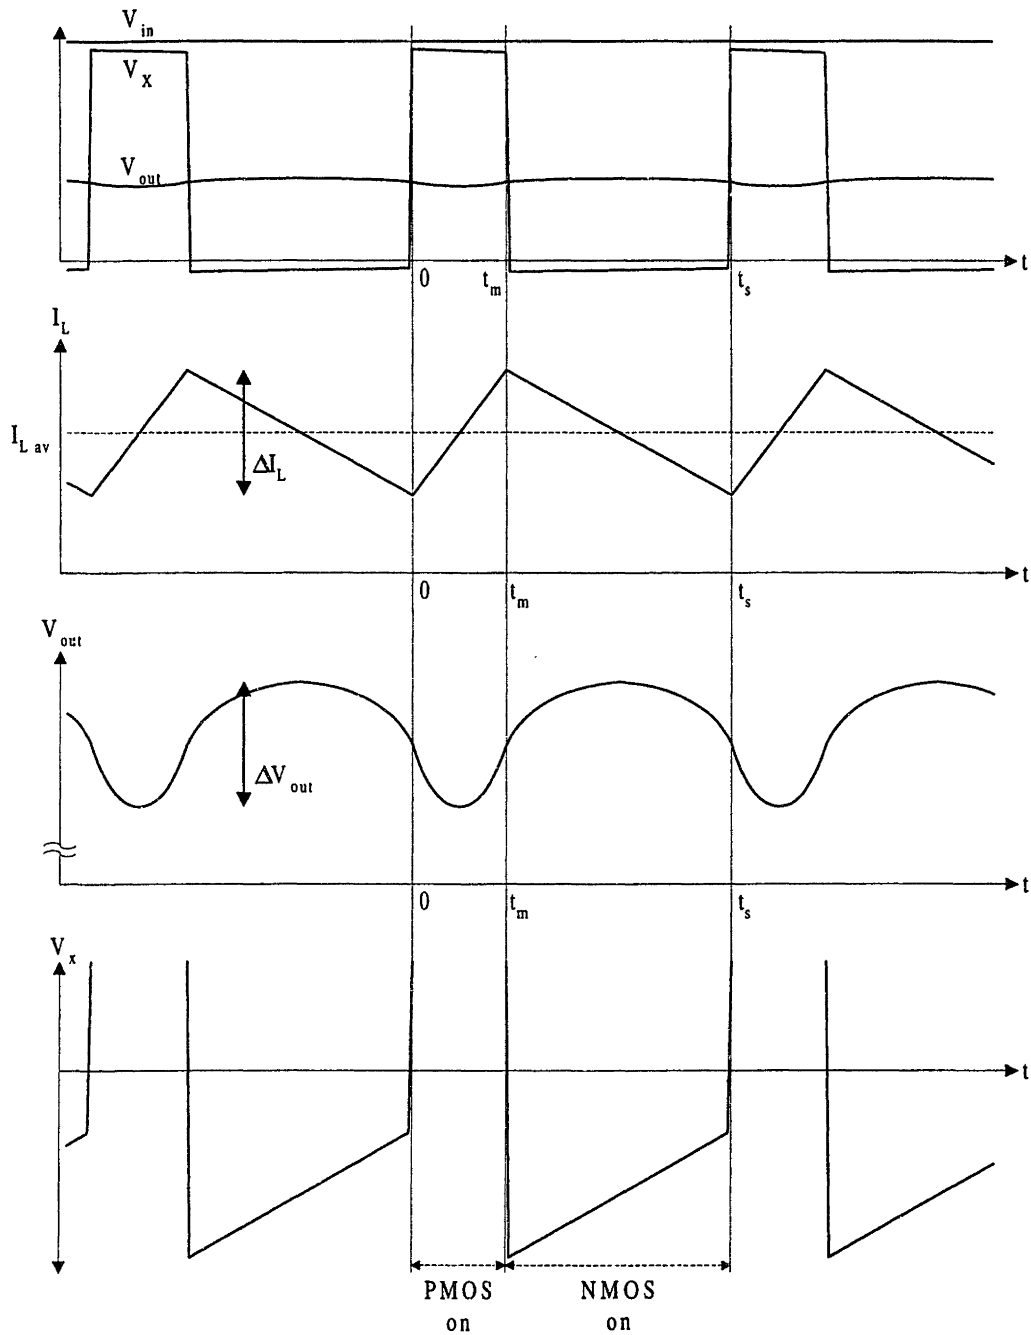 V_in
V_X
V_out
0 t_m t_s t
I_L
I_L av
ΔI_L
0 t_m t_s t
V_out
ΔV_out
0 t_m t_s t
V_x
t
PMOS on
NMOS on